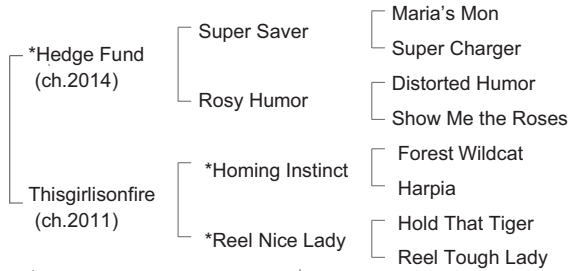 Maria's Mon
Super Saver
*Hedge Fund
Super Charger
(ch.2014)
Distorted Humor
Rosy Humor
Show Me the Roses
Forest Wildcat
*Homing Instinct
Thisgirlisonfire
Harpia
(ch.2011)
Hold That Tiger
*Reel Nice Lady
Reel Tough Lady